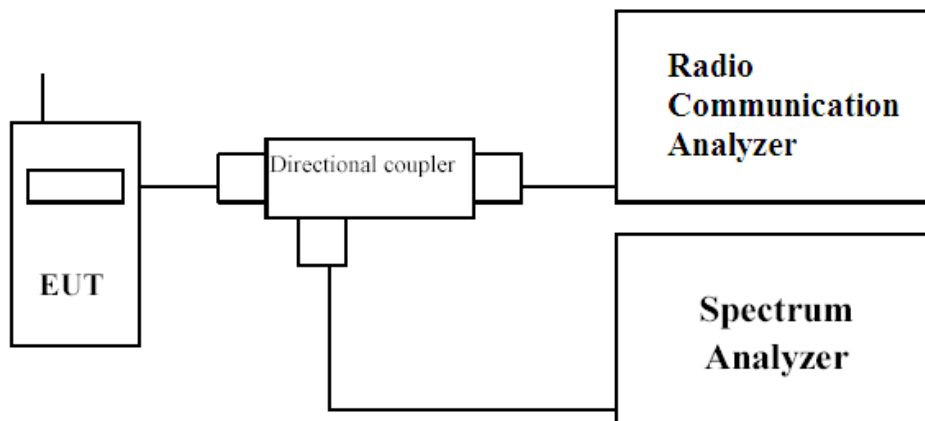 Radio
Communication
Analyzer
Directional coupler
EUT
Spectrum
Analyzer